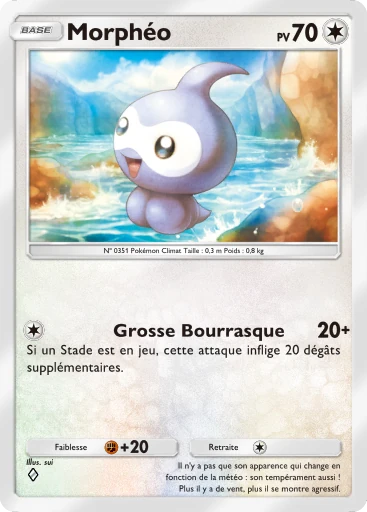 BASE Morphéo PV 70
N° 0351 Pokémon Climat Taille : 0,3 m Poids : 0,8 kg
Grosse Bourrasque 20+
Si un Stade est en jeu, cette attaque inflige 20 dégâts
supplémentaires.
Faiblesse +20 Retraite
Illus. sui
Il n'y a pas que son apparence qui change en
fonction de la météo : son tempérament aussi !
Plus il y a de vent, plus il se montre agressif.